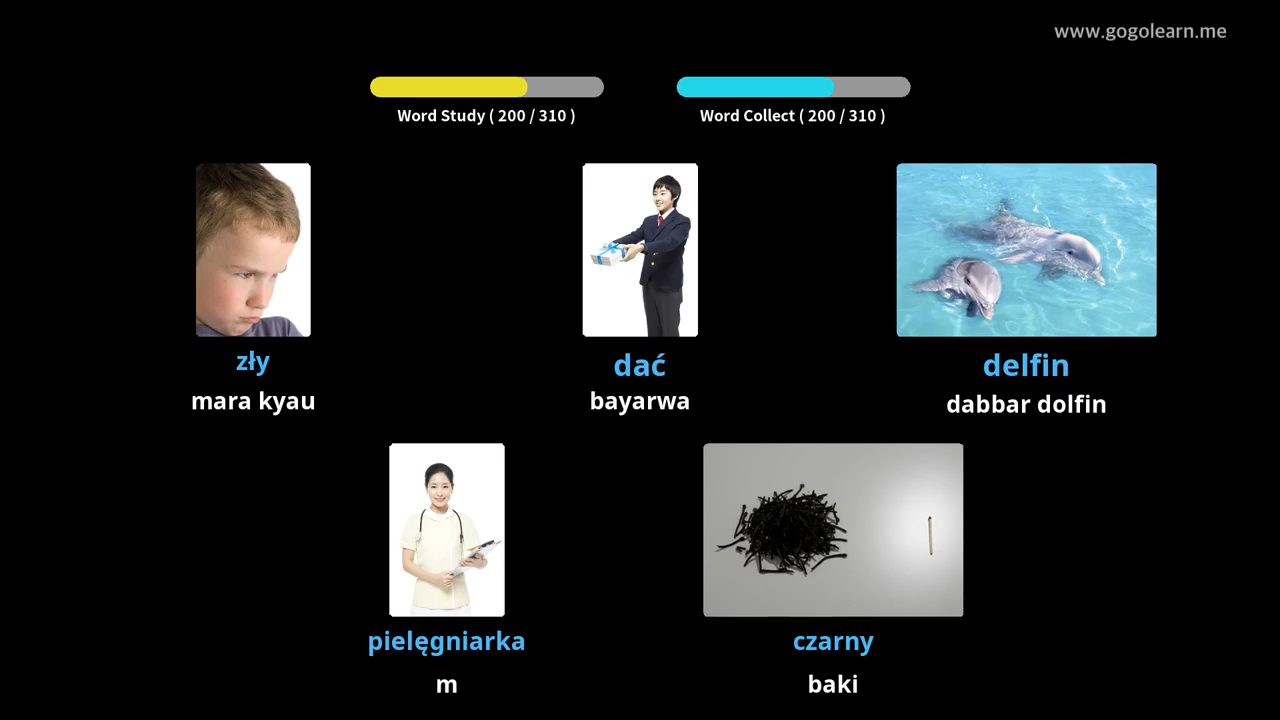 www.gogolearn.me
Word Study ( 200 / 310 )
Word Collect ( 200 / 310 )
zły
mara kyau
dać
bayarwa
delfin
dabbar dolfin
pielęgniarka
m
czarny
baki